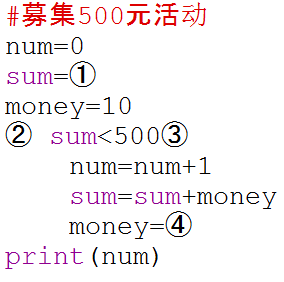 #募集500元活动
num=0
sum=①
money=10
② sum<500③
    num=num+1
    sum=sum+money
    money=④
print(num)